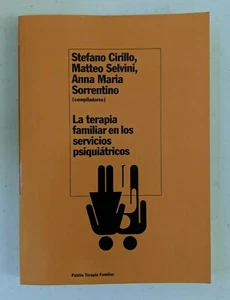 Stefano Cirillo,
Matteo Selvini,
Anna Maria
Sorrentino
(compiladores)
La terapia
familiar en los
servicios
psiquiátricos
Paidós Terapia Familiar